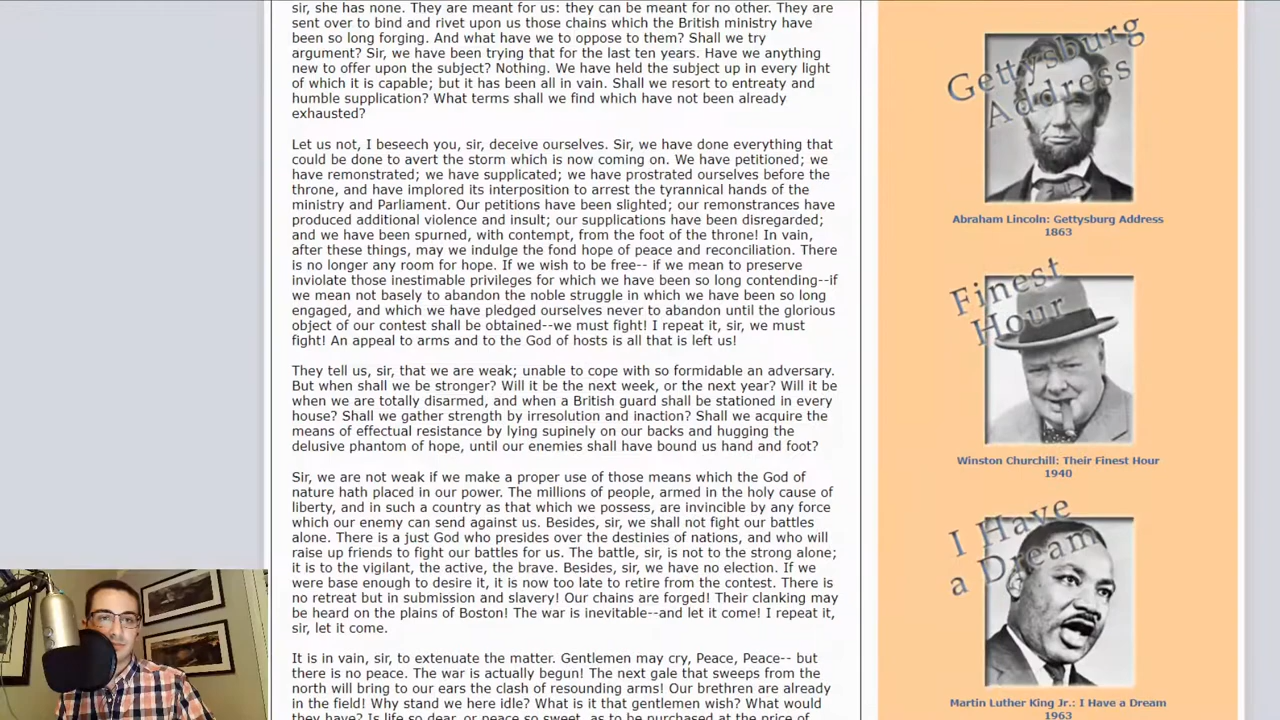 sir, she has none. They are meant for us: they can be meant for no other. They are
sent over to bind and rivet upon us those chains which the British ministry have
been so long forging. And what have we to oppose to them? Shall we try
argument? Sir, we have been trying that for the last ten years. Have we anything
new to offer upon the subject? Nothing. We have held the subject up in every light
of which it is capable; but it has been all in vain. Shall we resort to entreaty and
humble supplication? What terms shall we find which have not been already
exhausted?
Let us not, I beseech you, sir, deceive ourselves. Sir, we have done everything that
could be done to avert the storm which is now coming on. We have petitioned; we
have remonstrated; we have supplicated; we have prostrated ourselves before the
throne, and have implored its interposition to arrest the tyrannical hands of the
ministry and Parliament. Our petitions have been slighted; our remonstrances have
produced additional violence and insult; our supplications have been disregarded;
and we have been spurned, with contempt, from the foot of the throne! In vain,
after these things, may we indulge the fond hope of peace and reconciliation. There
is no longer any room for hope. If we wish to be free-- if we mean to preserve
inviolate those inestimable privileges for which we have been so long contending--if
we mean not basely to abandon the noble struggle in which we have been so long
engaged, and which we have pledged ourselves never to abandon until the glorious
object of our contest shall be obtained--we must fight! I repeat it, sir, we must
fight! An appeal to arms and to the God of hosts is all that is left us!
They tell us, sir, that we are weak; unable to cope with so formidable an adversary.
But when shall we be stronger? Will it be the next week, or the next year? Will it be
when we are totally disarmed, and when a British guard shall be stationed in every
house? Shall we gather strength by irresolution and inaction? Shall we acquire the
means of effectual resistance by lying supinely on our backs and hugging the
delusive phantom of hope, until our enemies shall have bound us hand and foot?
Sir, we are not weak if we make a proper use of those means which the God of
nature hath placed in our power. The millions of people, armed in the holy cause of
liberty, and in such a country as that which we possess, are invincible by any force
which our enemy can send against us. Besides, sir, we shall not fight our battles
alone. There is a just God who presides over the destinies of nations, and who will
raise up friends to fight our battles for us. The battle, sir, is not to the strong alone;
it is to the vigilant, the active, the brave. Besides, sir, we have no election. If we
were base enough to desire it, it is now too late to retire from the contest. There is
no retreat but in submission and slavery! Our chains are forged! Their clanking may
be heard on the plains of Boston! The war is inevitable--and let it come! I repeat it,
sir, let it come.
It is in vain, sir, to extenuate the matter. Gentlemen may cry, Peace, Peace-- but
there is no peace. The war is actually begun! The next gale that sweeps from the
north will bring to our ears the clash of resounding arms! Our brethren are already
in the field! Why stand we here idle? What is it that gentlemen wish? What would
they have? Is life so dear, or peace so sweet, as to be purchased at the price of
Gettysburg
Address
Abraham Lincoln: Gettysburg Address
1863
Finest
Hour
Winston Churchill: Their Finest Hour
1940
I Have
a Dream
Martin Luther King Jr.: I Have a Dream
1963